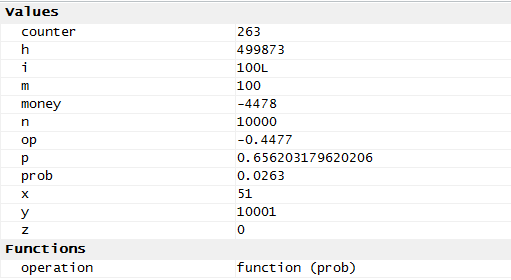 Values
counter 263
h 499873
i 100L
m 100
money -4478
n 10000
op -0.4477
p 0.656203179620206
prob 0.0263
x 51
y 10001
z 0
Functions
operation function (prob)